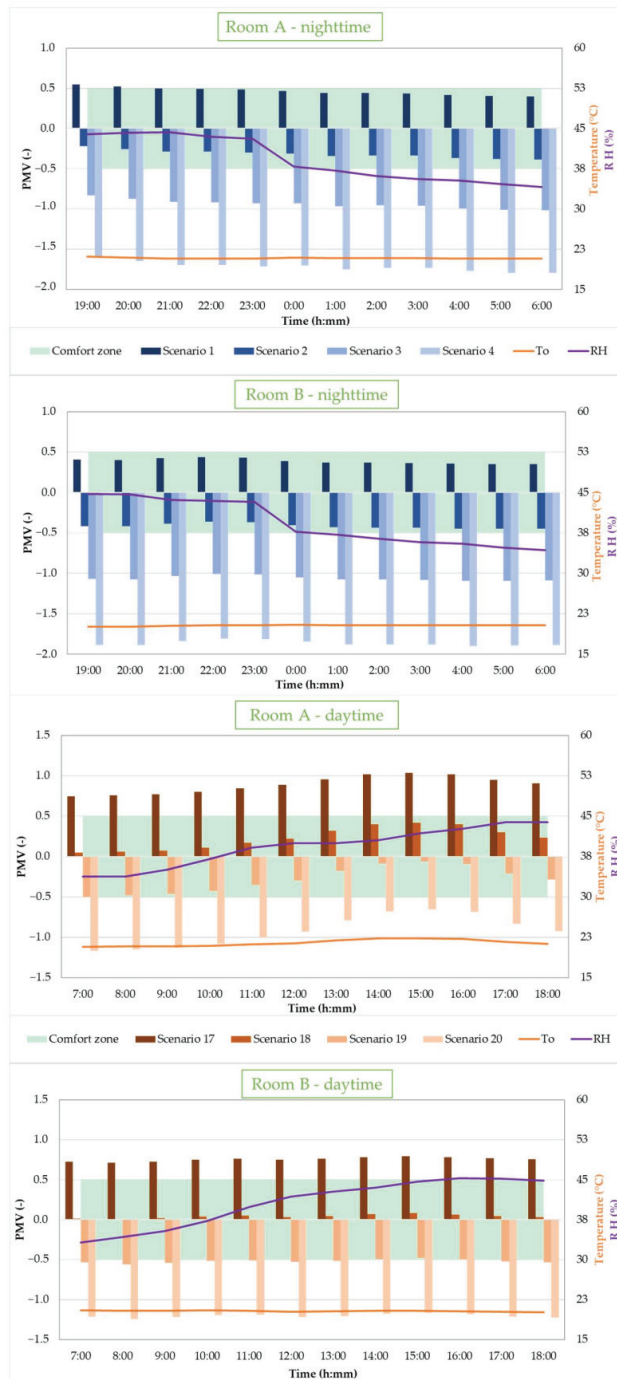 Room A - nighttime
1.0
0.5
0.0
−0.5
−1.0
−1.5
−2.0
PMV (-)
60
53
45
38
30
23
15
Temperature (°C)
R H (%)
19:00 20:00 21:00 22:00 23:00 0:00 1:00 2:00 3:00 4:00 5:00 6:00
Time (h:mm)
Comfort zone Scenario 1 Scenario 2 Scenario 3 Scenario 4 To RH
Room B - nighttime
1.0
0.5
0.0
−0.5
−1.0
−1.5
−2.0
PMV (-)
60
53
45
38
30
23
15
Temperature (°C)
R H (%)
19:00 20:00 21:00 22:00 23:00 0:00 1:00 2:00 3:00 4:00 5:00 6:00
Time (h:mm)
Room A - daytime
1.5
1.0
0.5
0.0
−0.5
−1.0
−1.5
PMV (-)
60
53
45
38
30
23
15
Temperature (°C)
R H (%)
7:00 8:00 9:00 10:00 11:00 12:00 13:00 14:00 15:00 16:00 17:00 18:00
Time (h:mm)
Comfort zone Scenario 17 Scenario 18 Scenario 19 Scenario 20 To RH
Room B - daytime
1.5
1.0
0.5
0.0
−0.5
−1.0
−1.5
PMV (-)
60
53
45
38
30
23
15
Temperature (°C)
R H (%)
7:00 8:00 9:00 10:00 11:00 12:00 13:00 14:00 15:00 16:00 17:00 18:00
Time (h:mm)